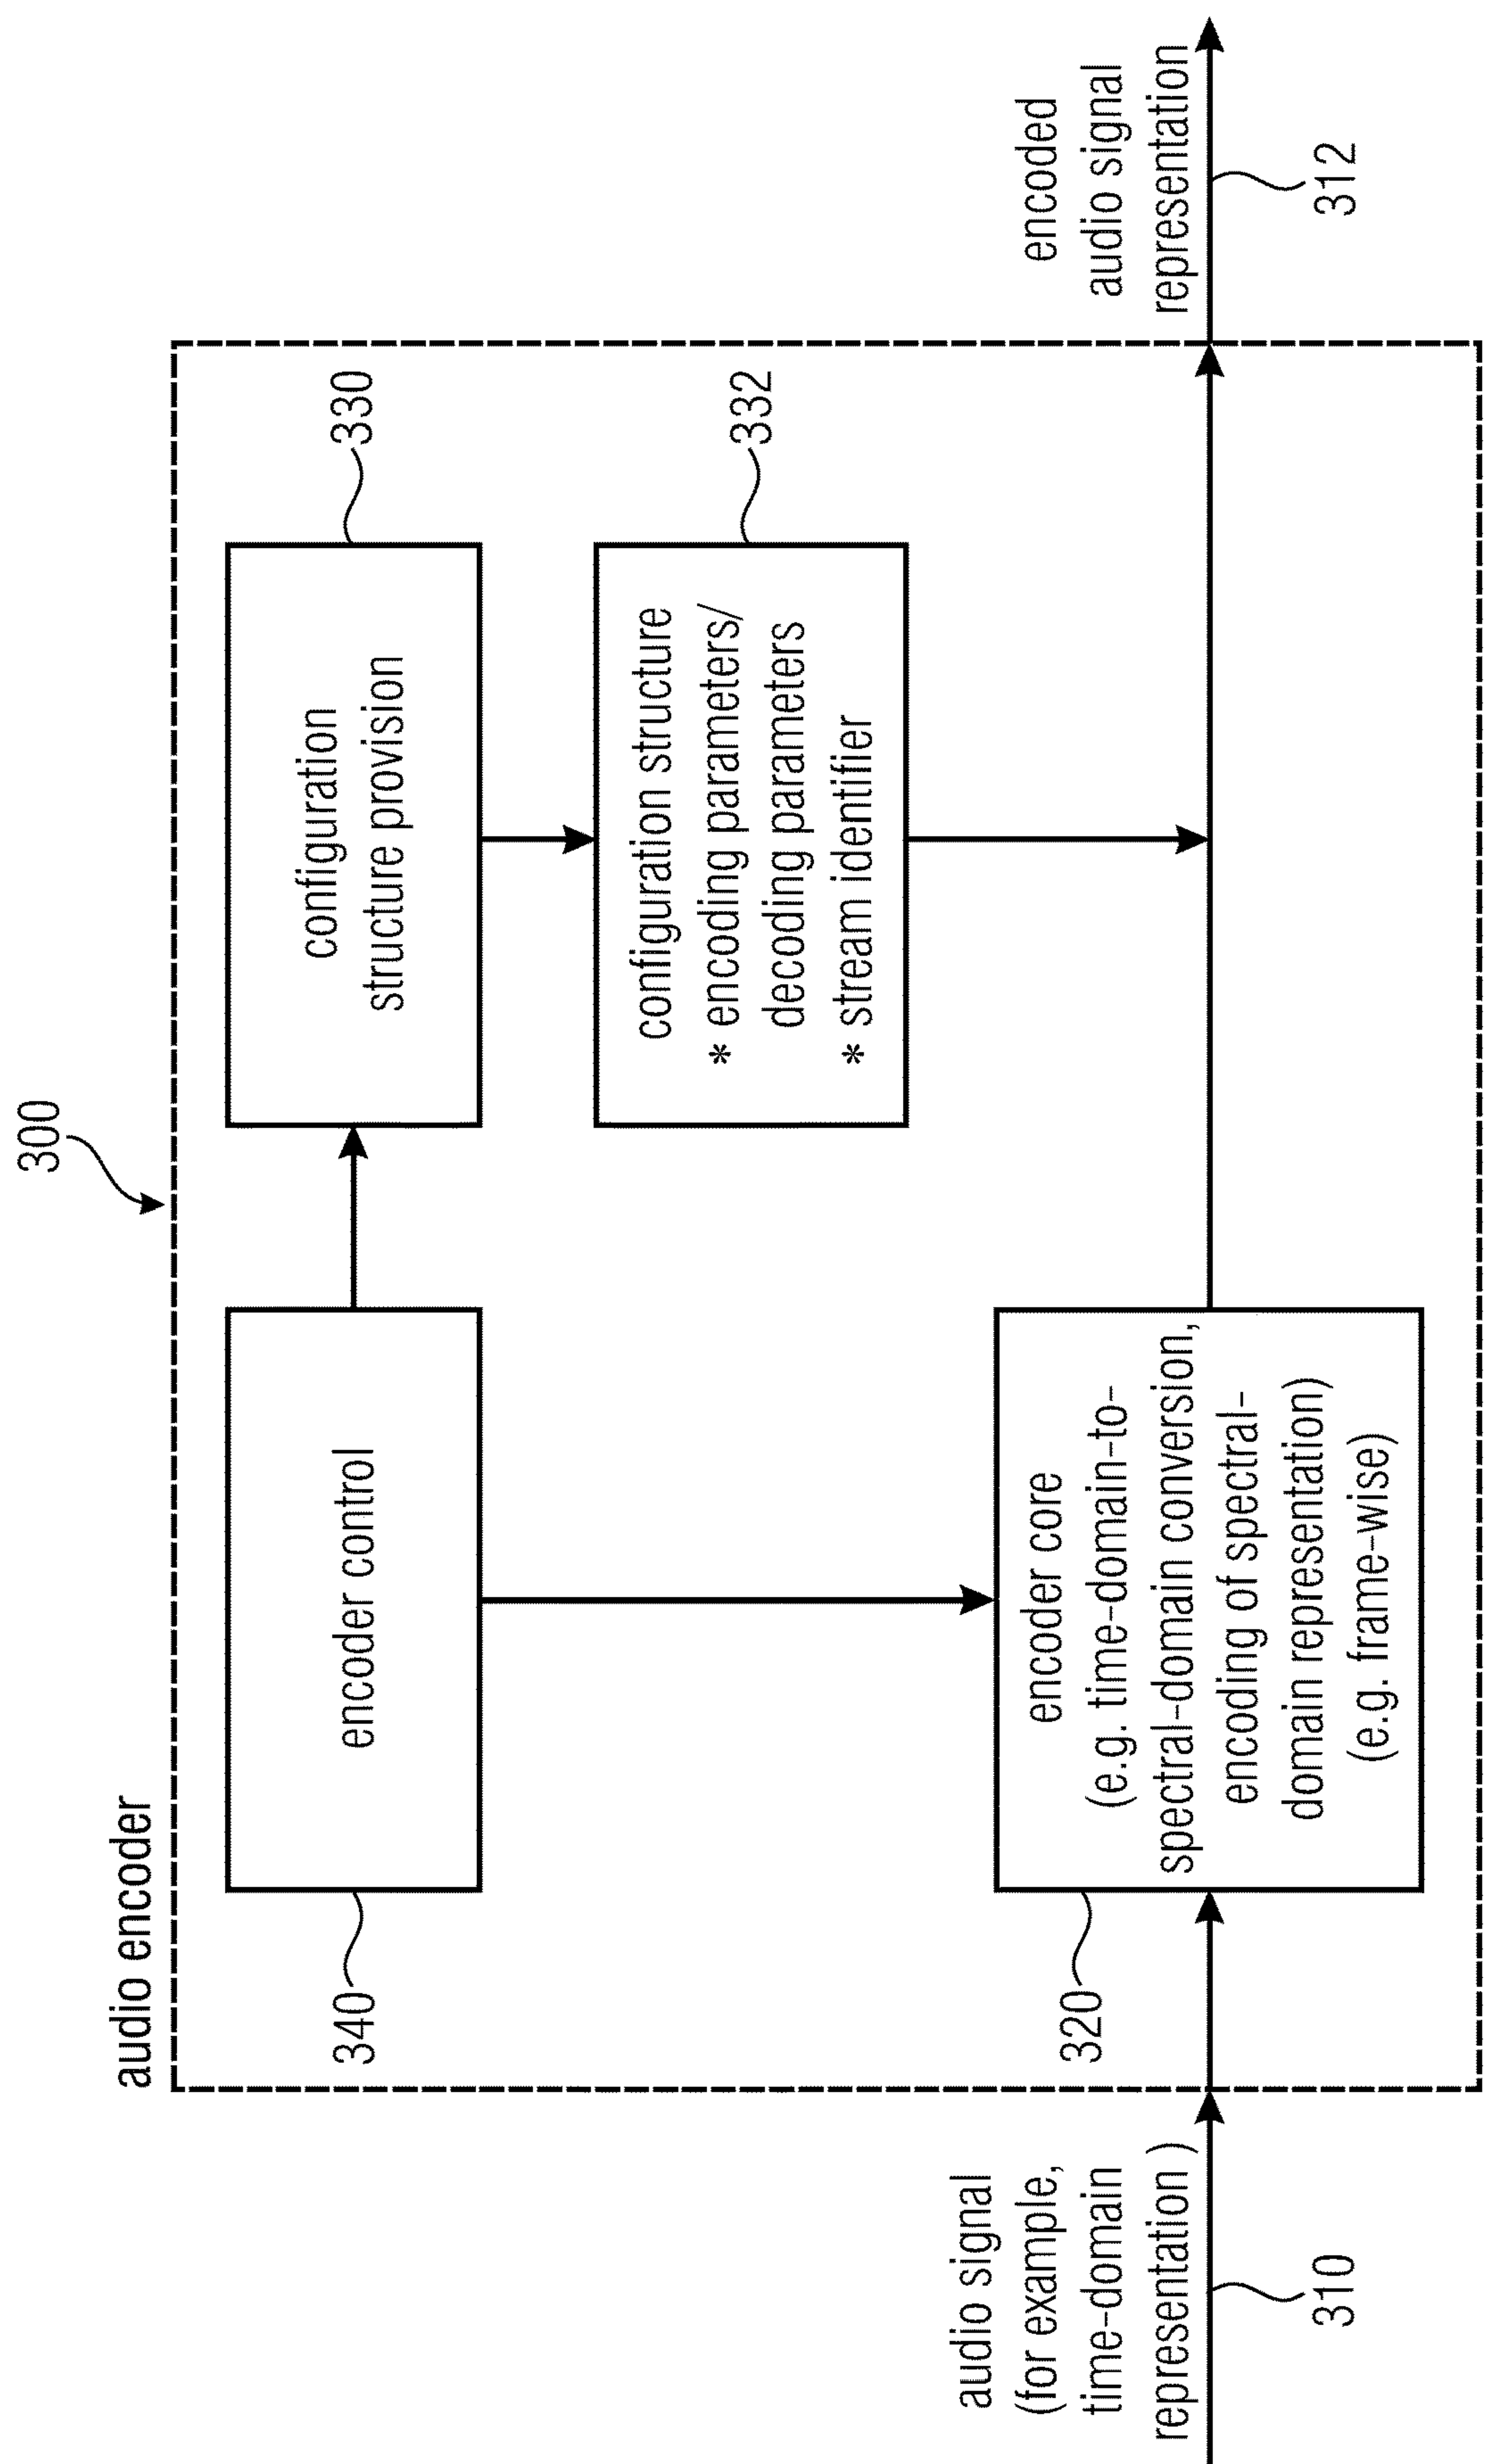 300
audio encoder
340
encoder control
configuration
structure provision
330
configuration structure
* encoding parameters/
decoding parameters
* stream identifier
332
audio signal
(for example,
time-domain
representation )
310
320
encoder core
(e.g. time-domain-to-
spectral-domain conversion,
encoding of spectral-
domain representation)
(e.g. frame-wise)
encoded
audio signal
representation
312